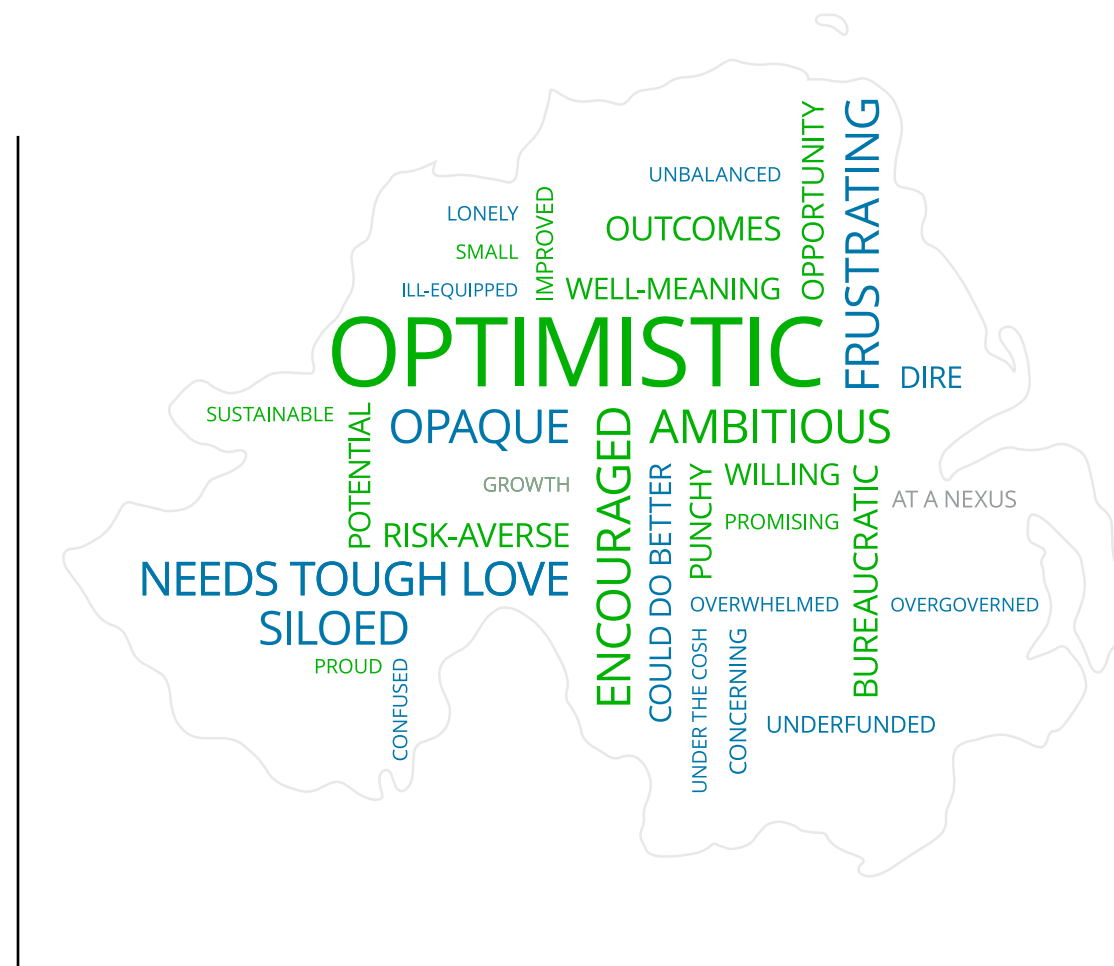 UNBALANCED
OPPORTUNITY
FRUSTRATING
LONELY
IMPROVED
OUTCOMES
SMALL
ILL-EQUIPPED
WELL-MEANING
OPTIMISTIC
DIRE
SUSTAINABLE
POTENTIAL
OPAQUE
ENCOURAGED
AMBITIOUS
GROWTH
COULD DO BETTER
PUNCHY
WILLING
BUREAUCRATIC
AT A NEXUS
RISK-AVERSE
PROMISING
NEEDS TOUGH LOVE
OVERWHELMED
OVERGOVERNED
SILOED
PROUD
CONFUSED
UNDER THE COSH
CONCERNING
UNDERFUNDED